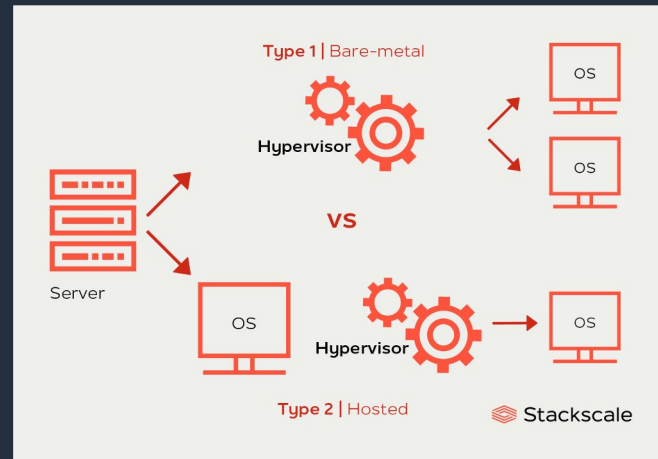 Type 1 | Bare-metal
OS
Hypervisor
OS
vs
Server
OS
Hypervisor
OS
Type 2 | Hosted
Stackscale